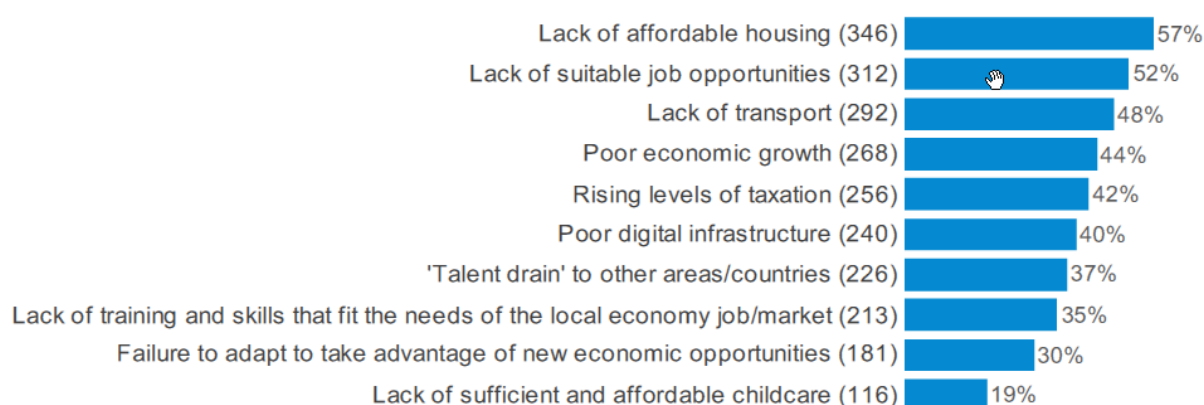 Lack of affordable housing (346) 57%
Lack of suitable job opportunities (312) 52%
Lack of transport (292) 48%
Poor economic growth (268) 44%
Rising levels of taxation (256) 42%
Poor digital infrastructure (240) 40%
'Talent drain' to other areas/countries (226) 37%
Lack of training and skills that fit the needs of the local economy job/market (213) 35%
Failure to adapt to take advantage of new economic opportunities (181) 30%
Lack of sufficient and affordable childcare (116) 19%